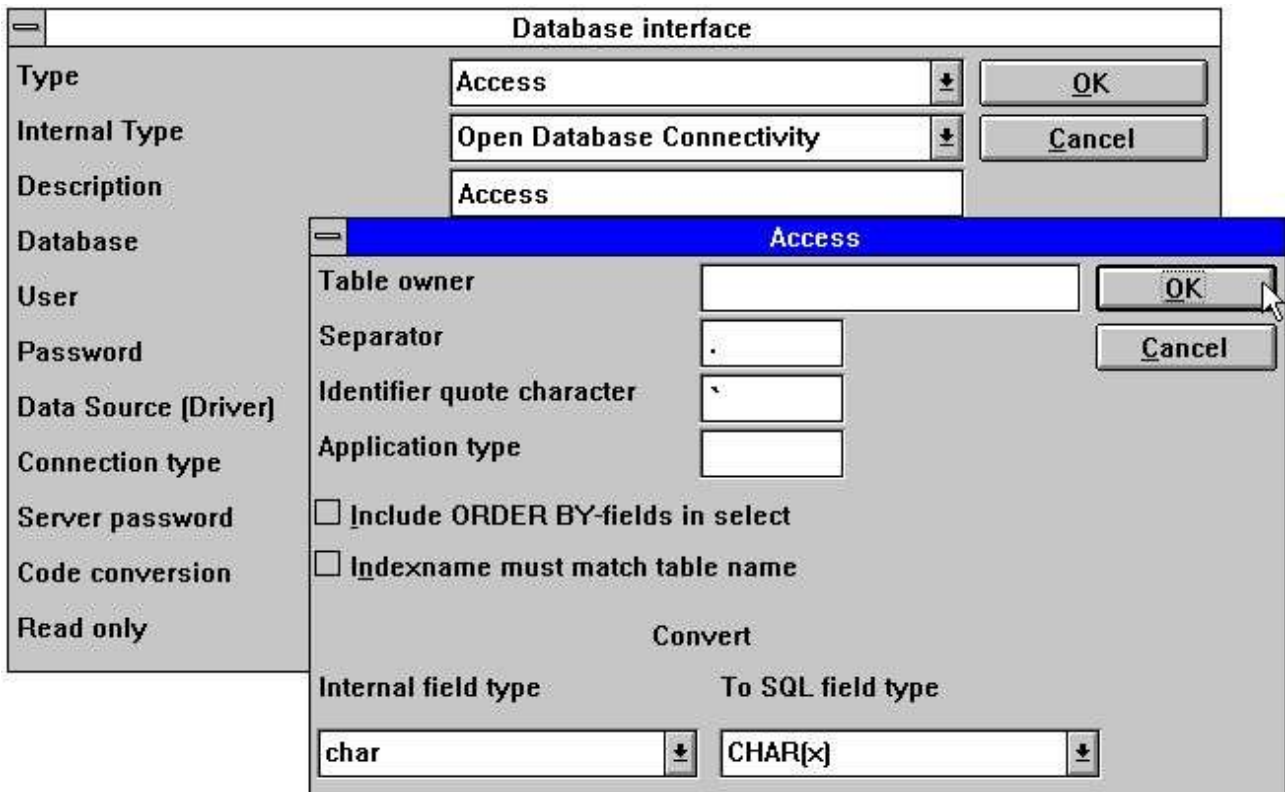 Database interface
Type Access OK
Internal Type Open Database Connectivity Cancel
Description Access
Database
User
Password
Data Source (Driver)
Connection type
Server password
Code conversion
Read only
Access
Table owner OK
Separator . Cancel
Identifier quote character `
Application type
Include ORDER BY-fields in select
Indexname must match table name
Convert
Internal field type To SQL field type
char CHAR(x)